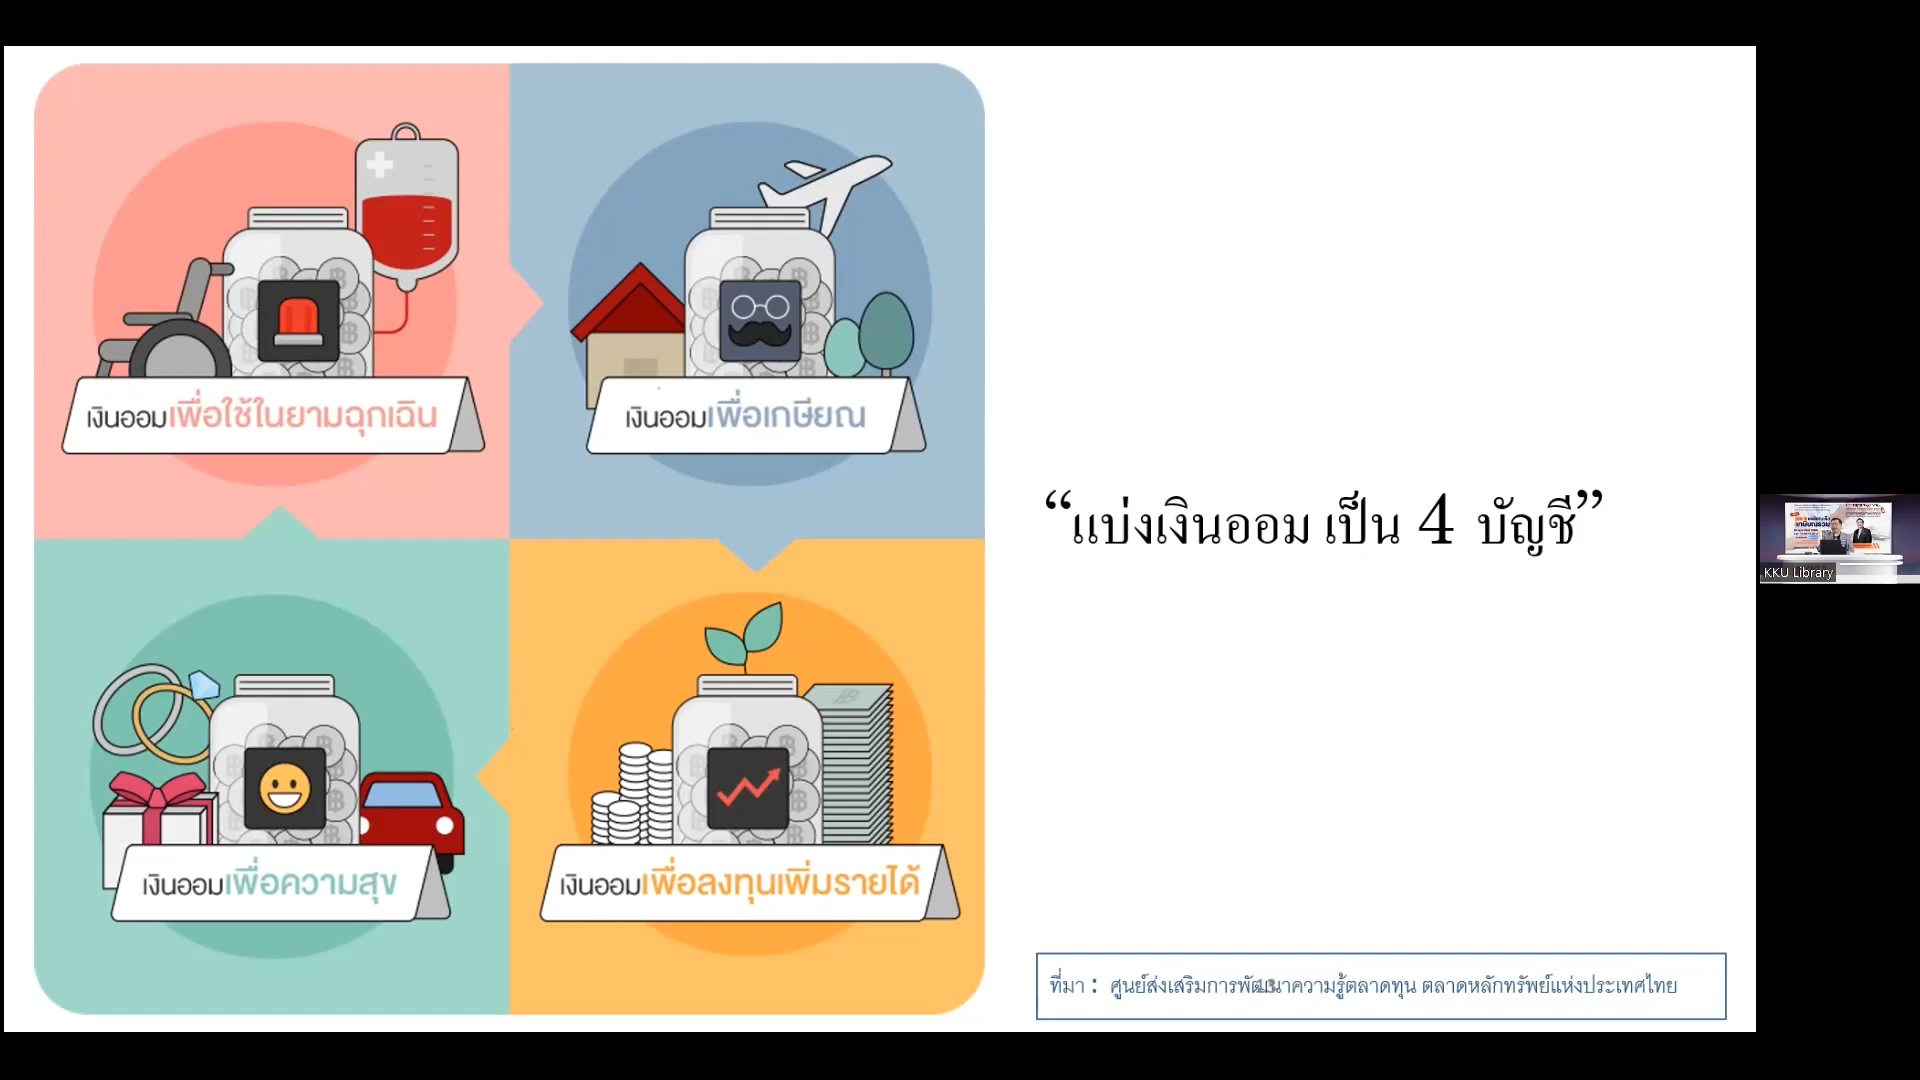 เงินออมเพื่อใช้ในยามฉุกเฉิน
เงินออมเพื่อเกษียณ
เงินออมเพื่อความสุข
เงินออมเพื่อลงทุนเพิ่มรายได้
“แบ่งเงินออม เป็น 4 บัญชี”
ที่มา : ศูนย์ส่งเสริมการพัฒนาความรู้ตลาดทุน ตลาดหลักทรัพย์แห่งประเทศไทย
KKU Library